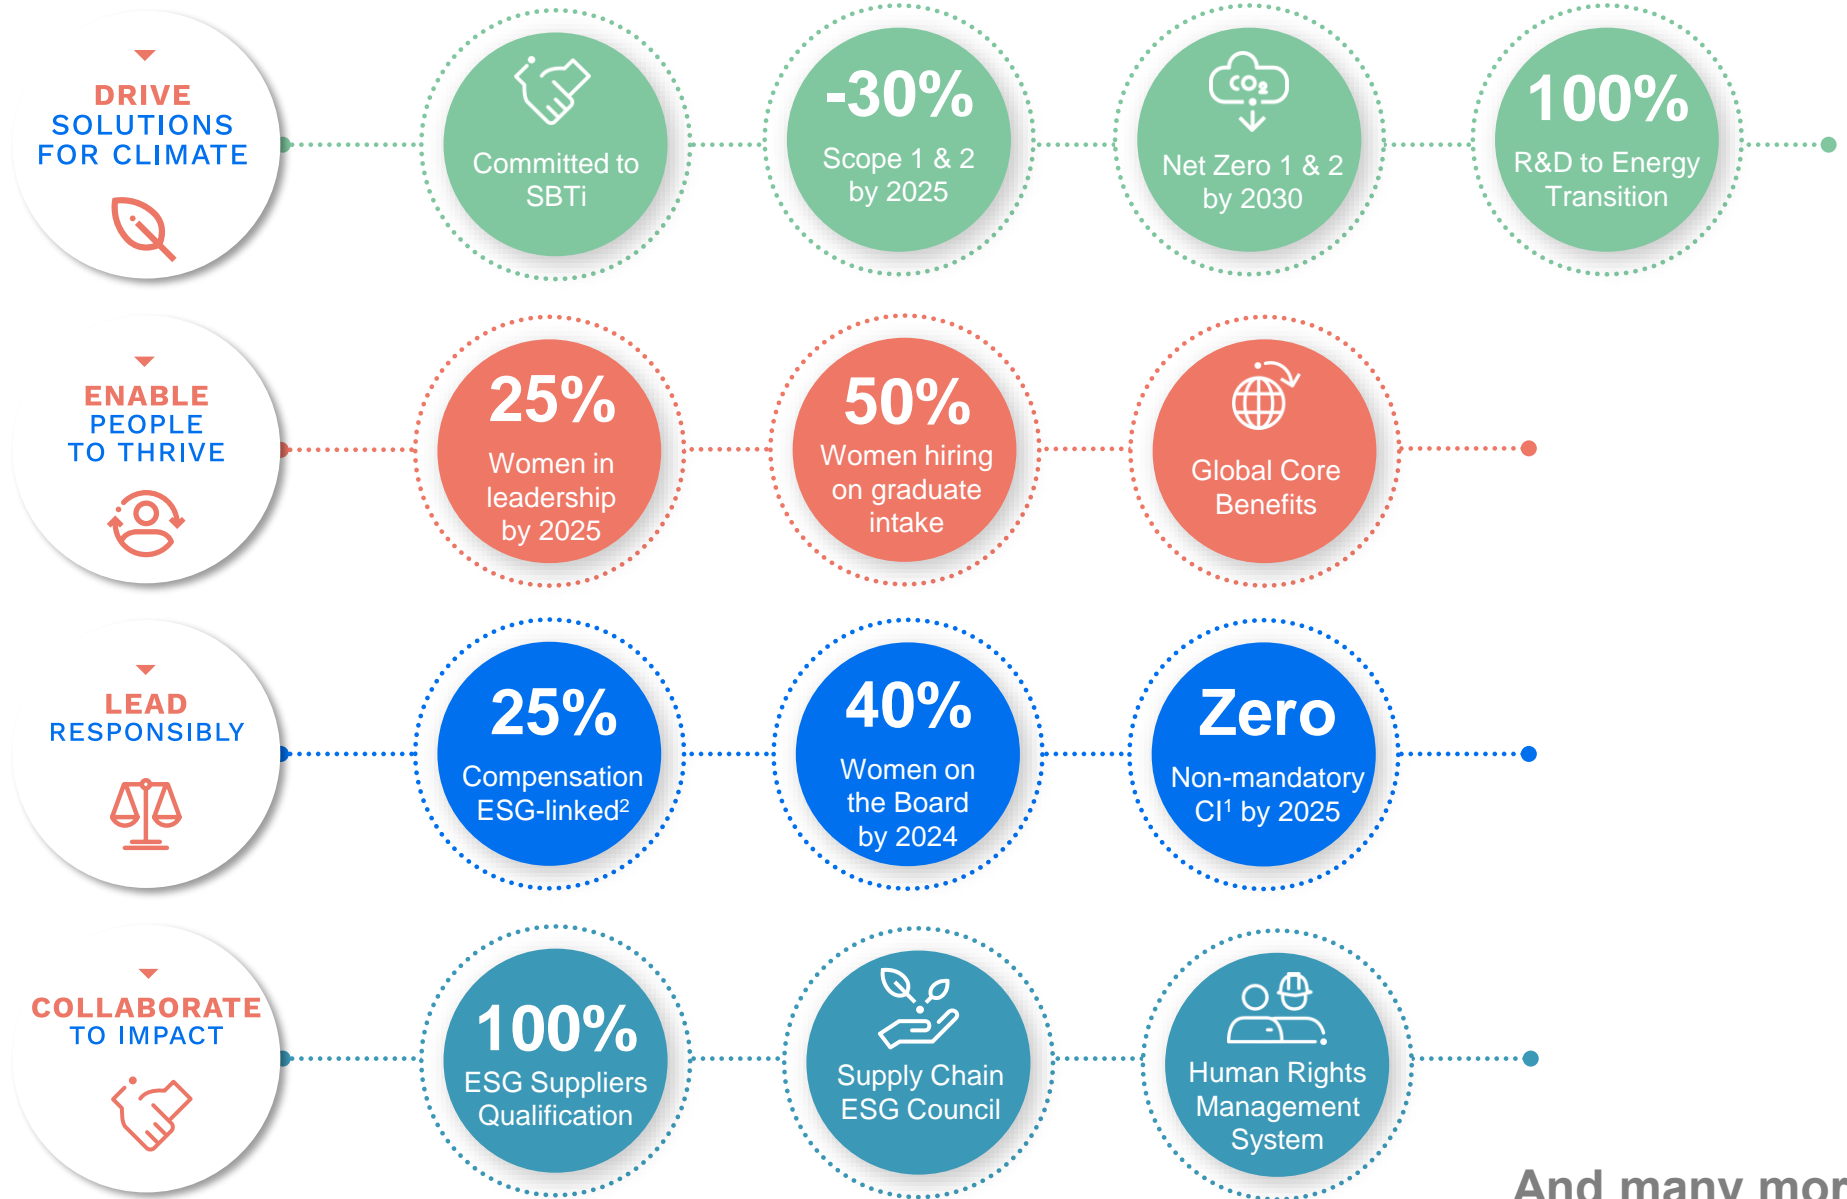 DRIVE
SOLUTIONS
FOR CLIMATE
Committed to
SBTi
-30%
Scope 1 & 2
by 2025
CO₂
Net Zero 1 & 2
by 2030
100%
R&D to Energy
Transition
ENABLE
PEOPLE
TO THRIVE
25%
Women in
leadership
by 2025
50%
Women hiring
on graduate
intake
Global Core
Benefits
LEAD
RESPONSIBLY
25%
Compensation
ESG-linked²
40%
Women on
the Board
by 2024
Zero
Non-mandatory
CI¹ by 2025
COLLABORATE
TO IMPACT
100%
ESG Suppliers
Qualification
Supply Chain
ESG Council
Human Rights
Management
System
And many mor